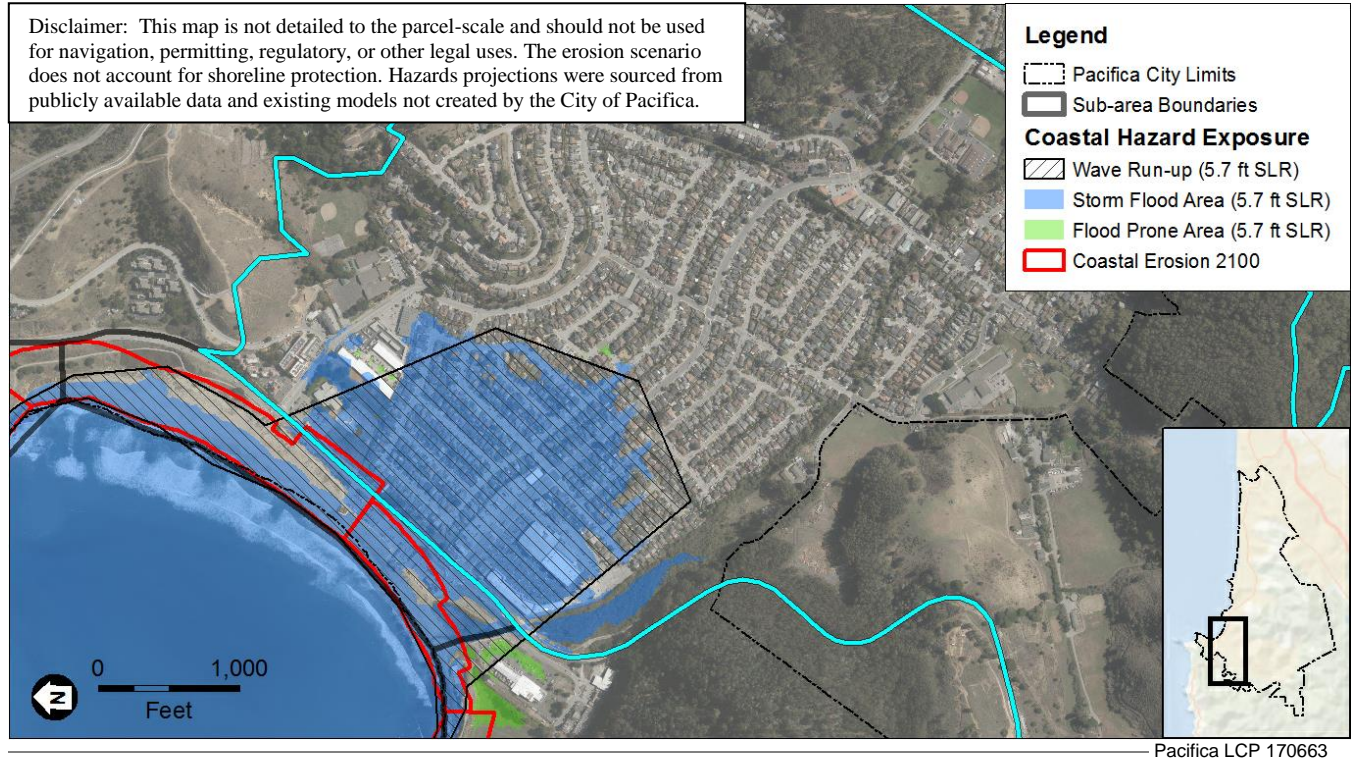 Disclaimer: This map is not detailed to the parcel-scale and should not be used
for navigation, permitting, regulatory, or other legal uses. The erosion scenario
does not account for shoreline protection. Hazards projections were sourced from
publicly available data and existing models not created by the City of Pacifica.
Legend
Pacifica City Limits
Sub-area Boundaries
Coastal Hazard Exposure
Wave Run-up (5.7 ft SLR)
Storm Flood Area (5.7 ft SLR)
Flood Prone Area (5.7 ft SLR)
Coastal Erosion 2100
N
0 1,000
Feet
Pacifica LCP 170663